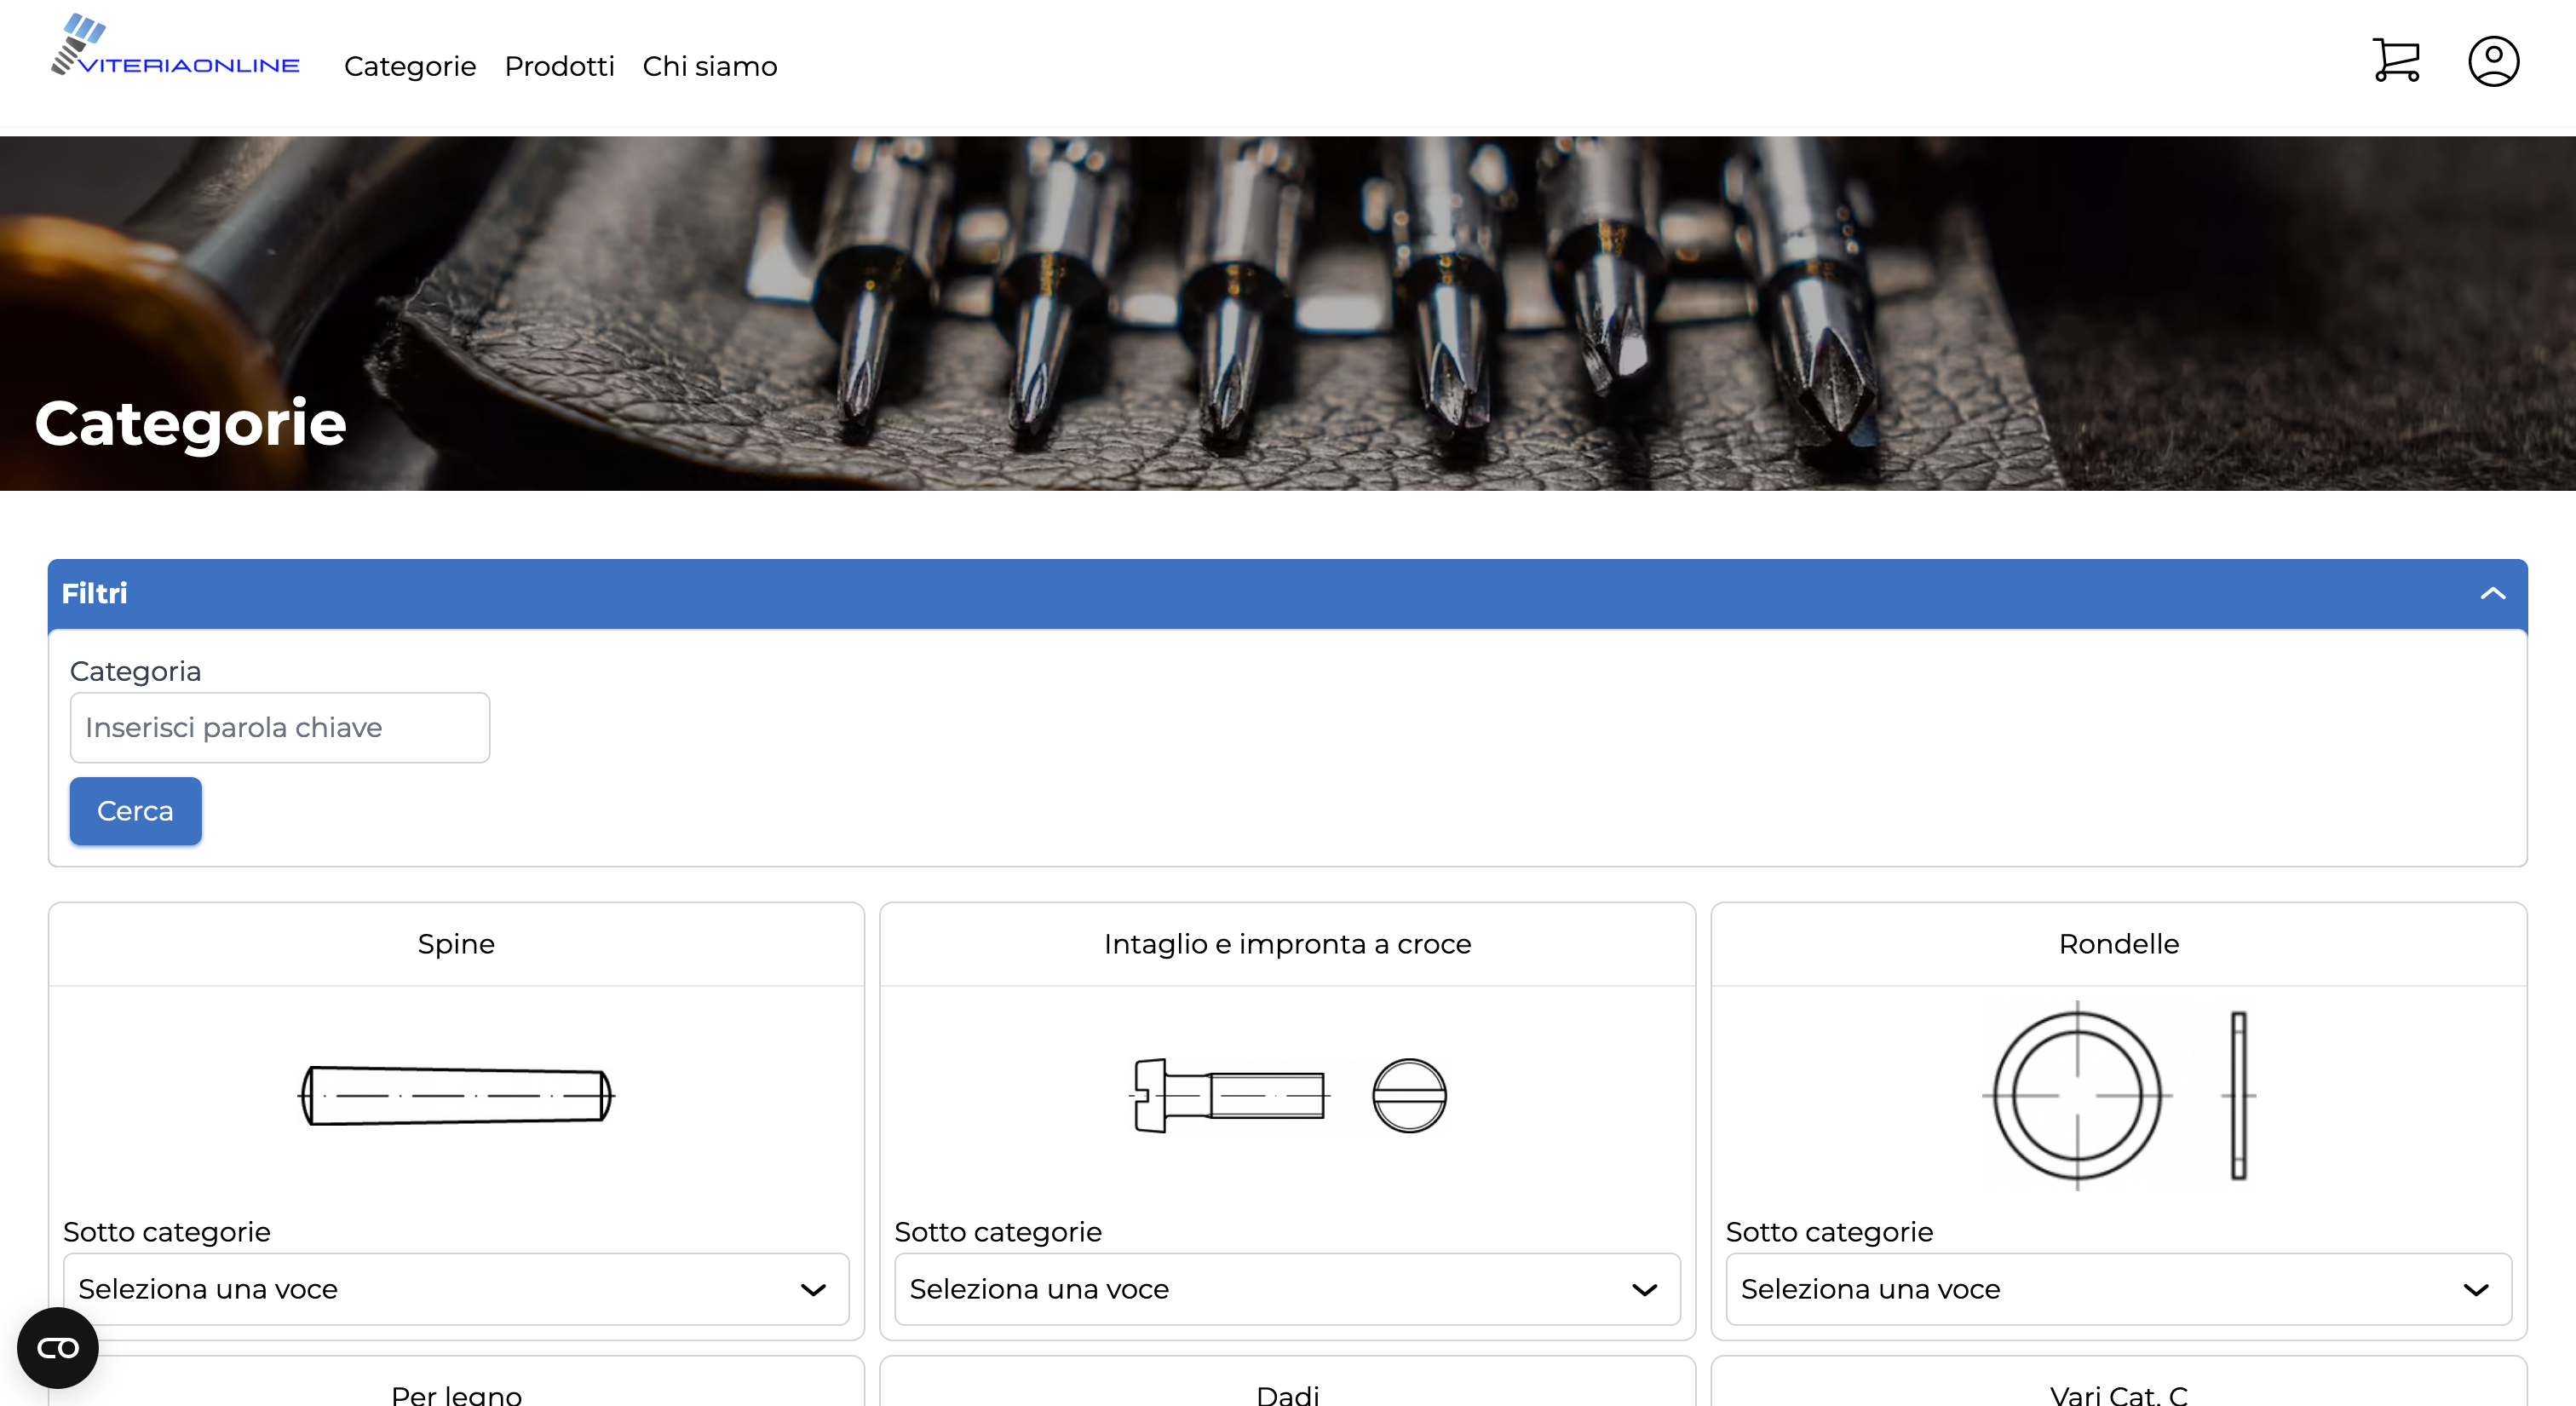 VITERIAONLINE
Categorie Prodotti Chi siamo
Categorie
Filtri
Categoria
Inserisci parola chiave
Cerca
Spine
Intaglio e impronta a croce
Rondelle
Sotto categorie
Seleziona una voce
Sotto categorie
Seleziona una voce
Sotto categorie
Seleziona una voce
Per legno
Dadi
Vari Cat. C